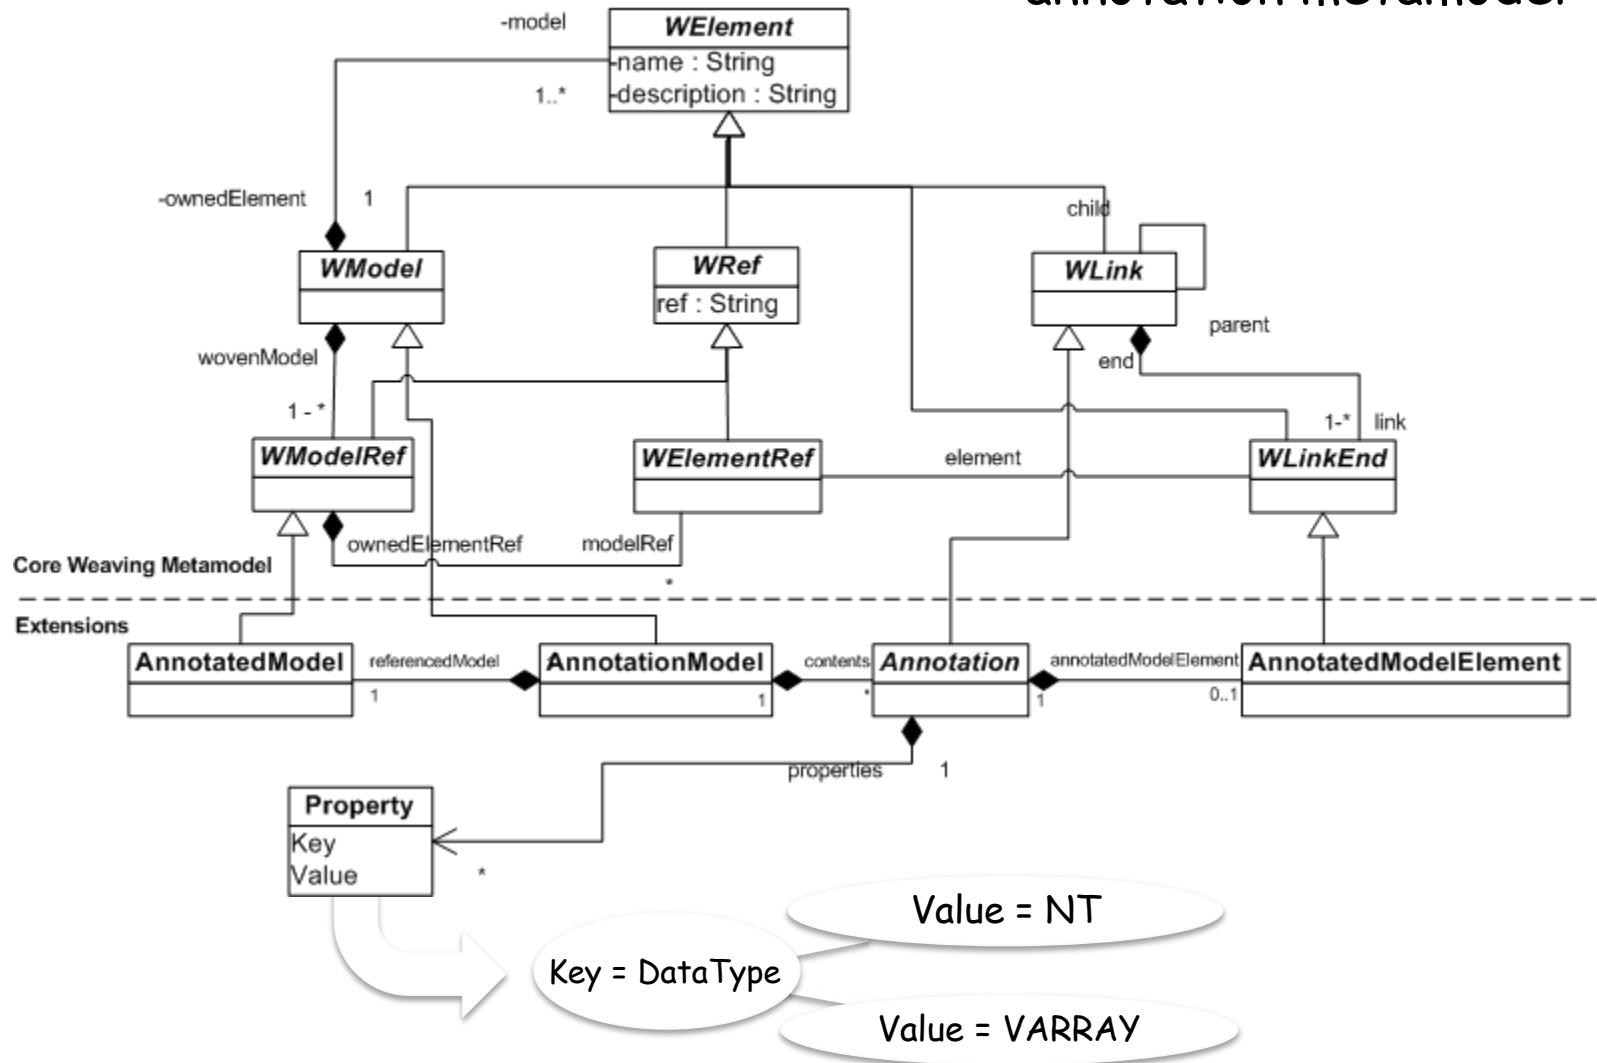 annotation metamodel
-model
WElement
name : String
1..*
description : String
-ownedElement
1
child
WModel
WRef
ref : String
WLink
parent
wovenModel
end
1 - *
1-*
link
WModelRef
WElementRef
element
WLinkEnd
ownedElementRef
modelRef
*
Core Weaving Metamodel
Extensions
AnnotatedModel
referencedModel
1
AnnotationModel
1
contents
*
Annotation
1
annotatedModelElement
0..1
AnnotatedModelElement
properties
1
Property
Key
Value
*
Value = NT
Key = DataType
Value = VARRAY